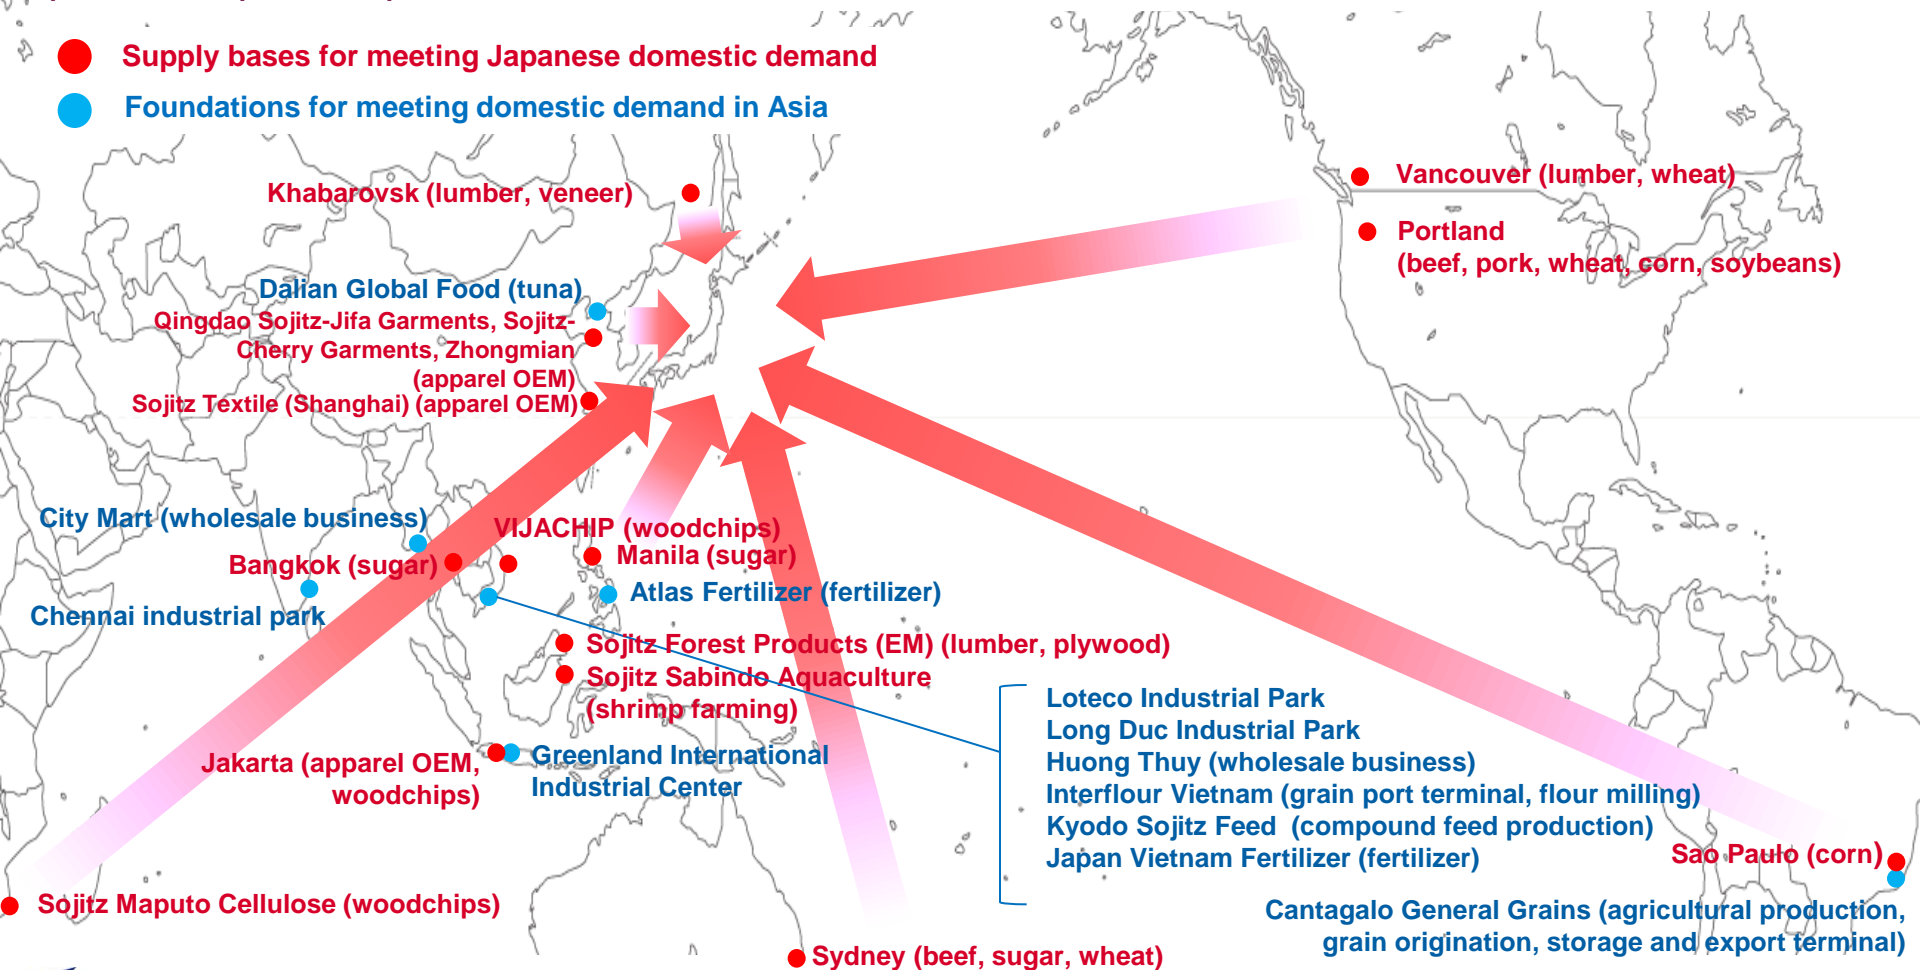 Supply bases for meeting Japanese domestic demand
Foundations for meeting domestic demand in Asia
Khabarovsk (lumber, veneer)
Vancouver (lumber, wheat)
Portland
(beef, pork, wheat, corn, soybeans)
Dalian Global Food (tuna)
Qingdao Sojitz-Jifa Garments, Sojitz-
Cherry Garments, Zhongmian
(apparel OEM)
Sojitz Textile (Shanghai) (apparel OEM)
City Mart (wholesale business)
VIJACHIP (woodchips)
Bangkok (sugar)
Manila (sugar)
Chennai industrial park
Atlas Fertilizer (fertilizer)
Sojitz Forest Products (EM) (lumber, plywood)
Sojitz Sabindo Aquaculture
(shrimp farming)
Jakarta (apparel OEM,
woodchips)
Greenland International
Industrial Center
Loteco Industrial Park
Long Duc Industrial Park
Huong Thuy (wholesale business)
Interflour Vietnam (grain port terminal, flour milling)
Kyodo Sojitz Feed  (compound feed production)
Japan Vietnam Fertilizer (fertilizer)
Sao Paulo (corn)
Sojitz Maputo Cellulose (woodchips)
Cantagalo General Grains (agricultural production,
grain origination, storage and export terminal)
Sydney (beef, sugar, wheat)